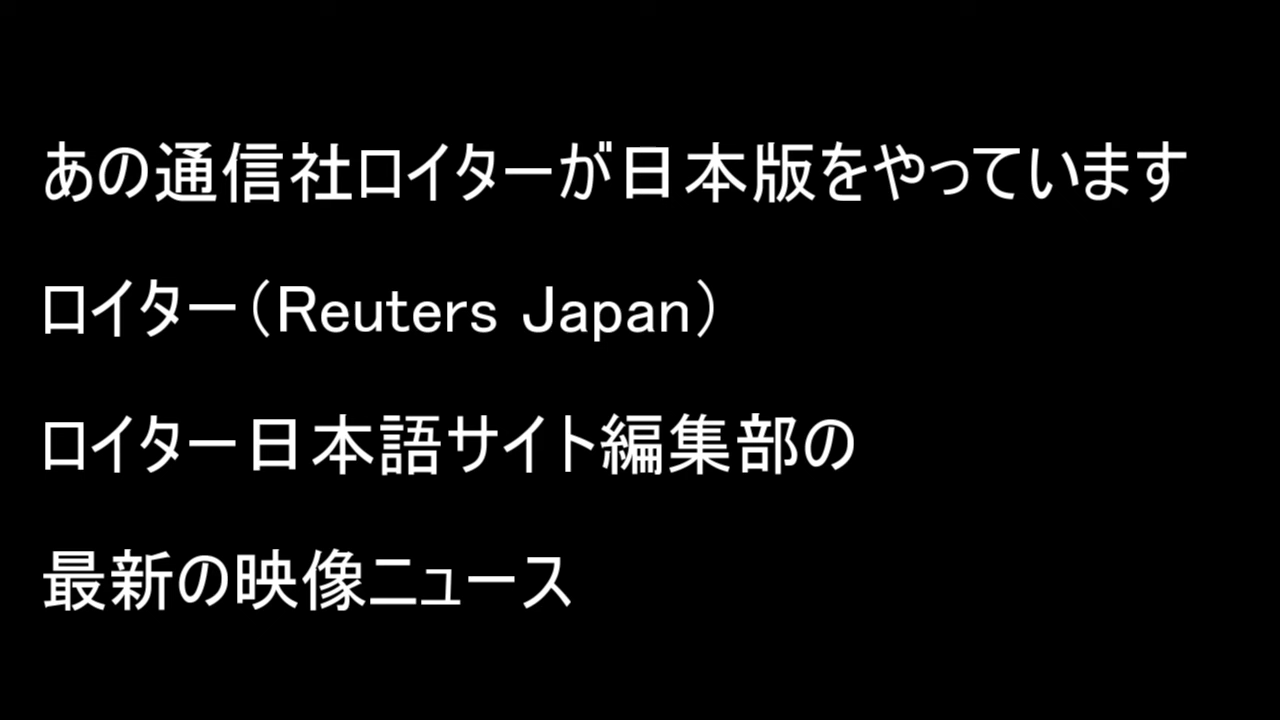 あの通信社ロイターが日本版をやっています
ロイター（Reuters Japan）
ロイター日本語サイト編集部の
最新の映像ニュース